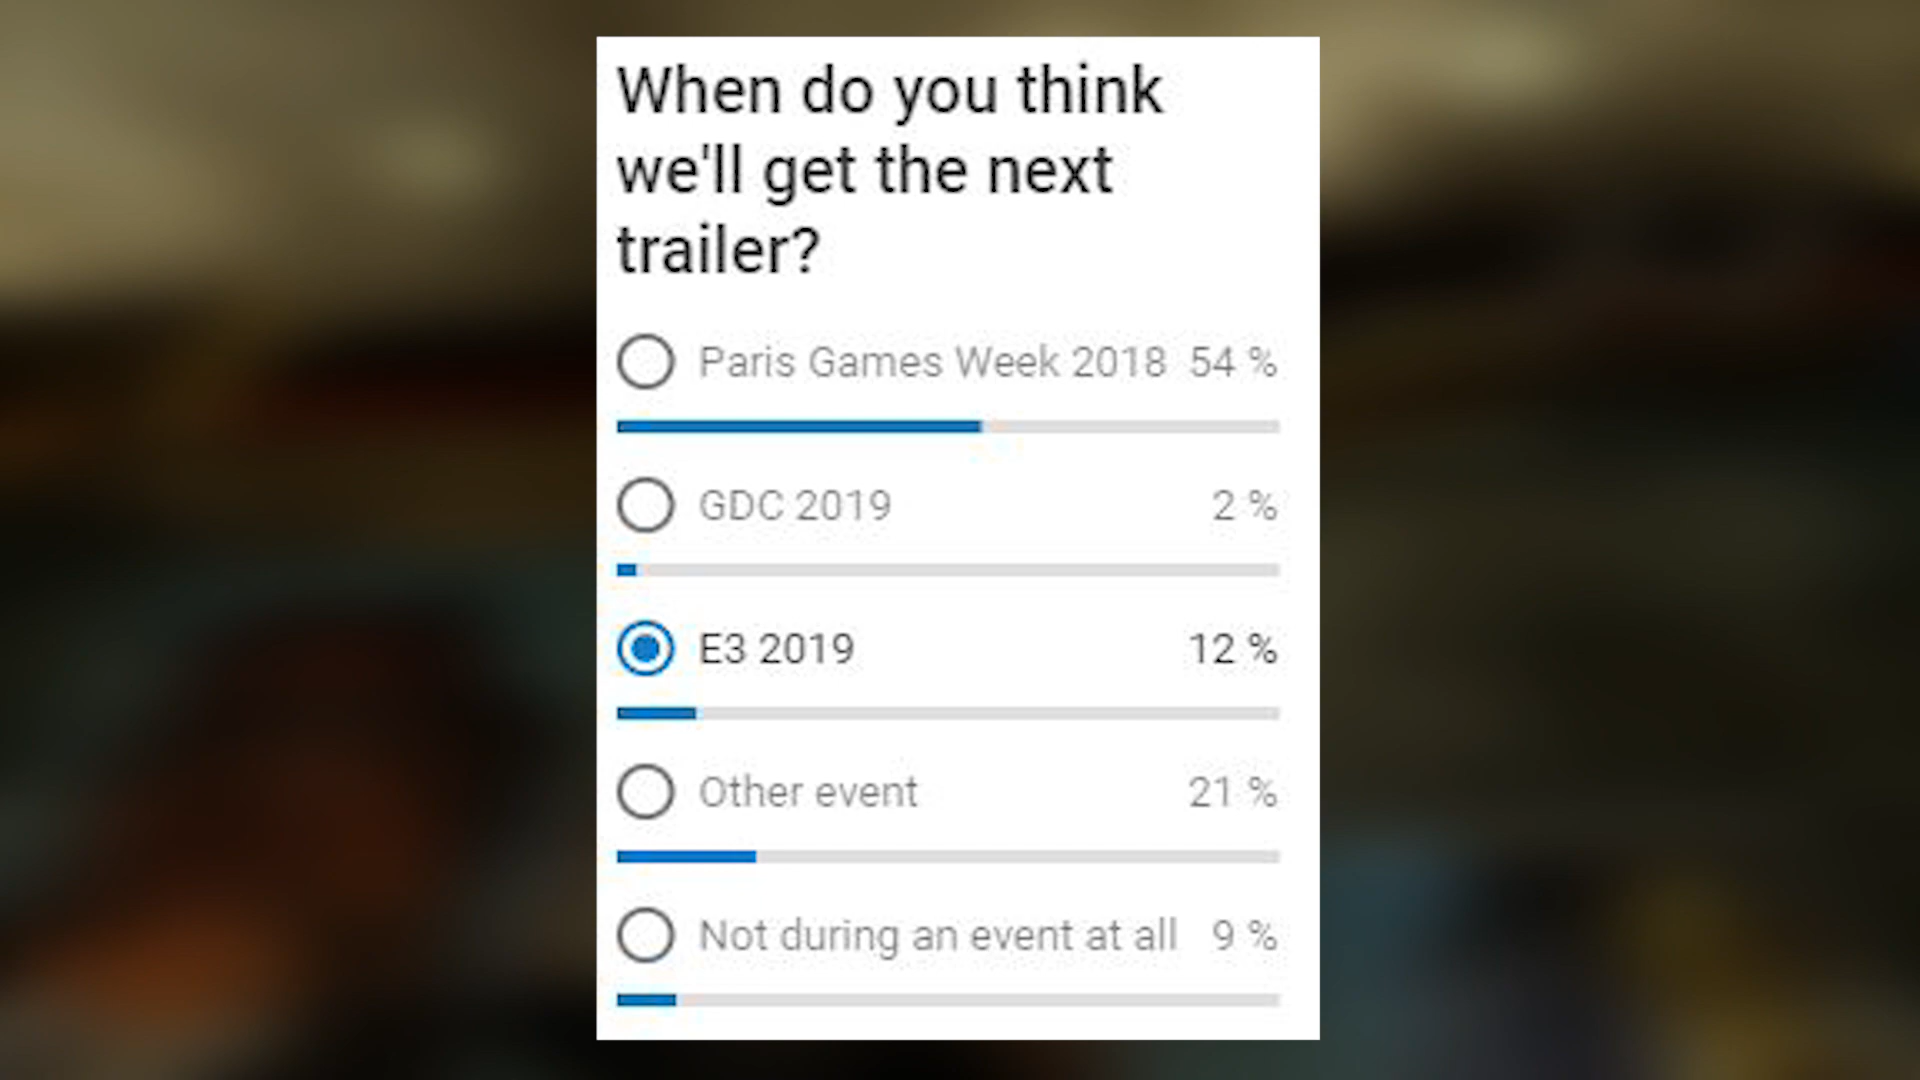 When do you think
we'll get the next
trailer?
Paris Games Week 2018 54 %
GDC 2019 2 %
E3 2019 12 %
Other event 21 %
Not during an event at all 9 %